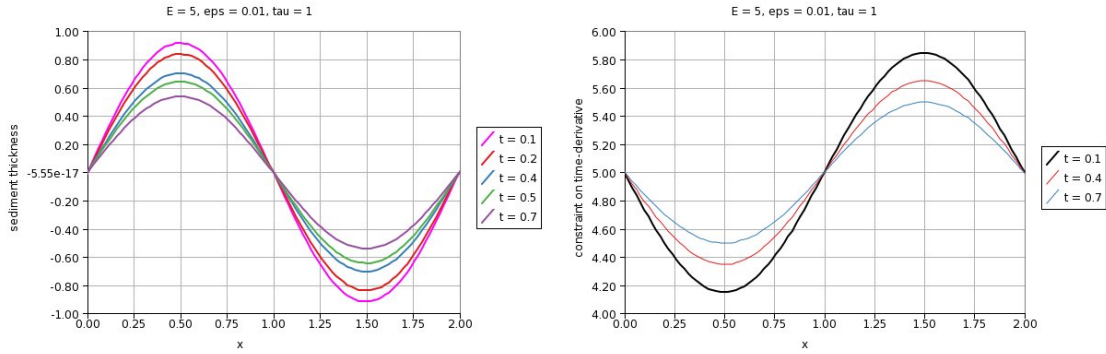 E = 5, eps = 0.01, tau = 1
sediment thickness
1.00
0.80
0.60
0.40
0.20
-5.55e-17
-0.20
-0.40
-0.60
-0.80
-1.00
0.00 0.25 0.50 0.75 1.00 1.25 1.50 1.75 2.00
x
t = 0.1
t = 0.2
t = 0.4
t = 0.5
t = 0.7
E = 5, eps = 0.01, tau = 1
constraint on time-derivative
6.00
5.80
5.60
5.40
5.20
5.00
4.80
4.60
4.40
4.20
4.00
0.00 0.25 0.50 0.75 1.00 1.25 1.50 1.75 2.00
x
t = 0.1
t = 0.4
t = 0.7